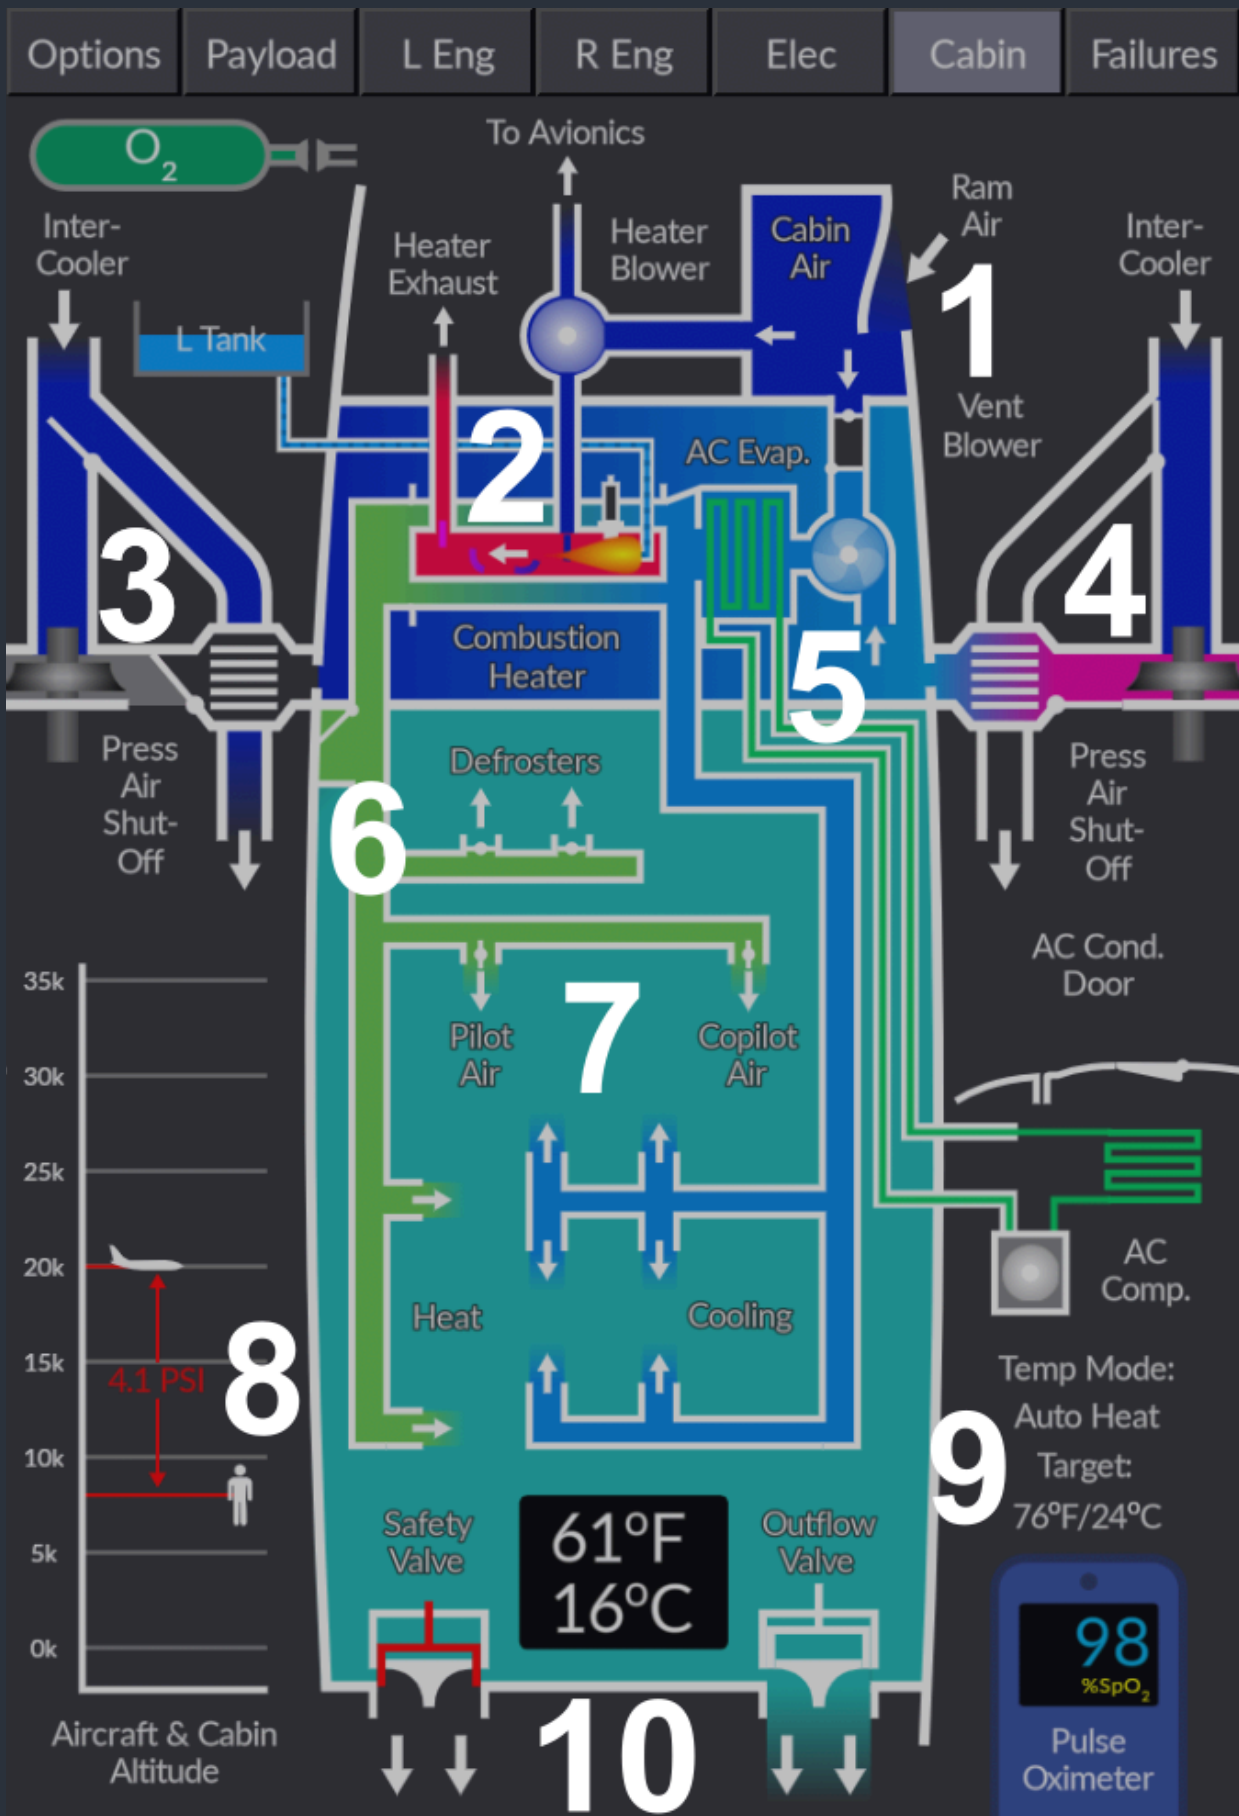 Options
Payload
L Eng
R Eng
Elec
Cabin
Failures
O2
To Avionics
Inter-
Cooler
L Tank
Heater
Exhaust
Heater
Blower
Cabin
Air
Ram
Air
Inter-
Cooler
1
Vent
Blower
2
AC Evap.
3
4
Combustion
Heater
5
Press
Air
Shut-
Off
Defrosters
Press
Air
Shut-
Off
6
AC Cond.
Door
7
Pilot
Air
Copilot
Air
35k
30k
25k
20k
15k
10k
5k
0k
4.1 PSI
8
Heat
Cooling
AC
Comp.
Temp Mode:
Auto Heat
Target:
76ºF/24ºC
9
Safety
Valve
61ºF
16ºC
Outflow
Valve
98
%SpO2
Pulse
Oximeter
10
Aircraft & Cabin
Altitude